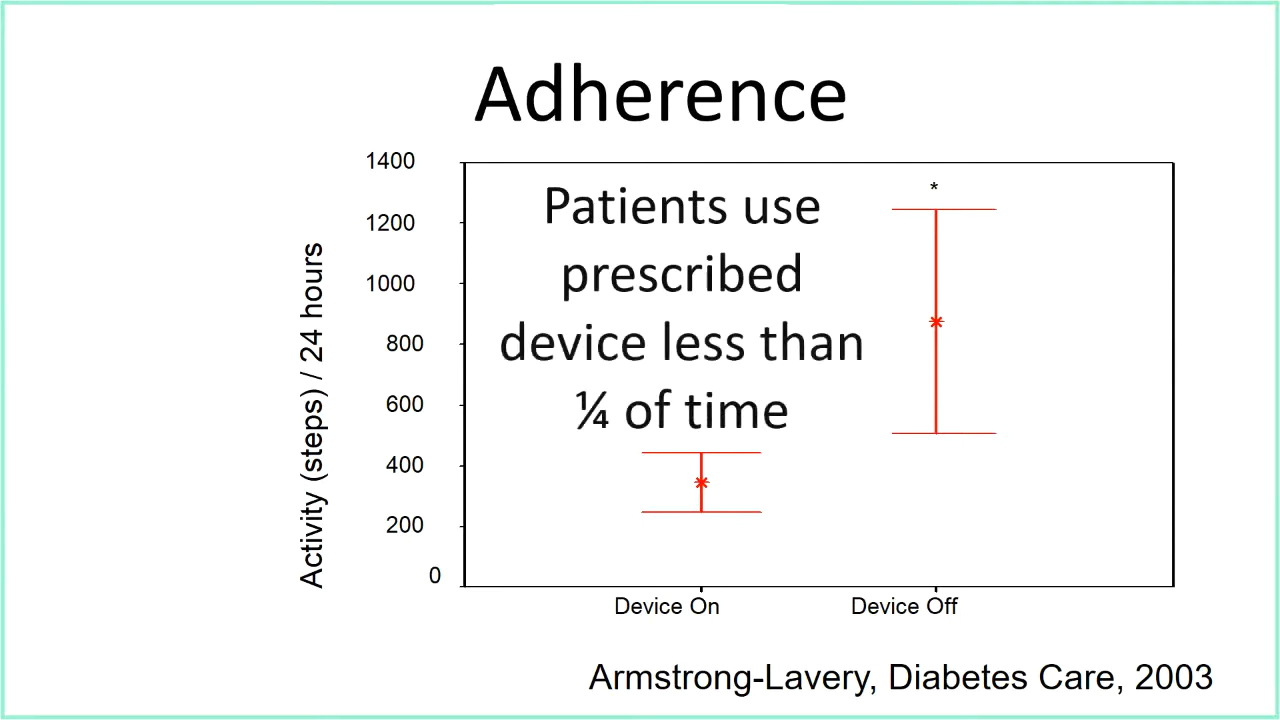 Adherence
1400
1200
1000
800
600
400
200
0
Activity (steps) / 24 hours
Patients use
prescribed
device less than
¼ of time
*
Device On
Device Off
Armstrong-Lavery, Diabetes Care, 2003